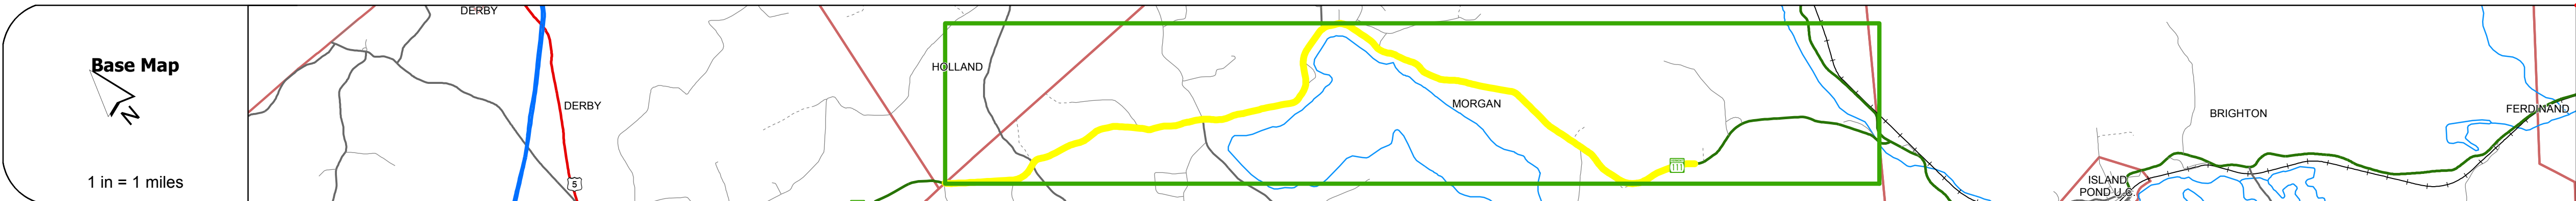 Base Map
N
1 in = 1 miles
DERBY
DERBY
5
HOLLAND
MORGAN
111
BRIGHTON
FERDINAND
ISLAND
POND U.C.